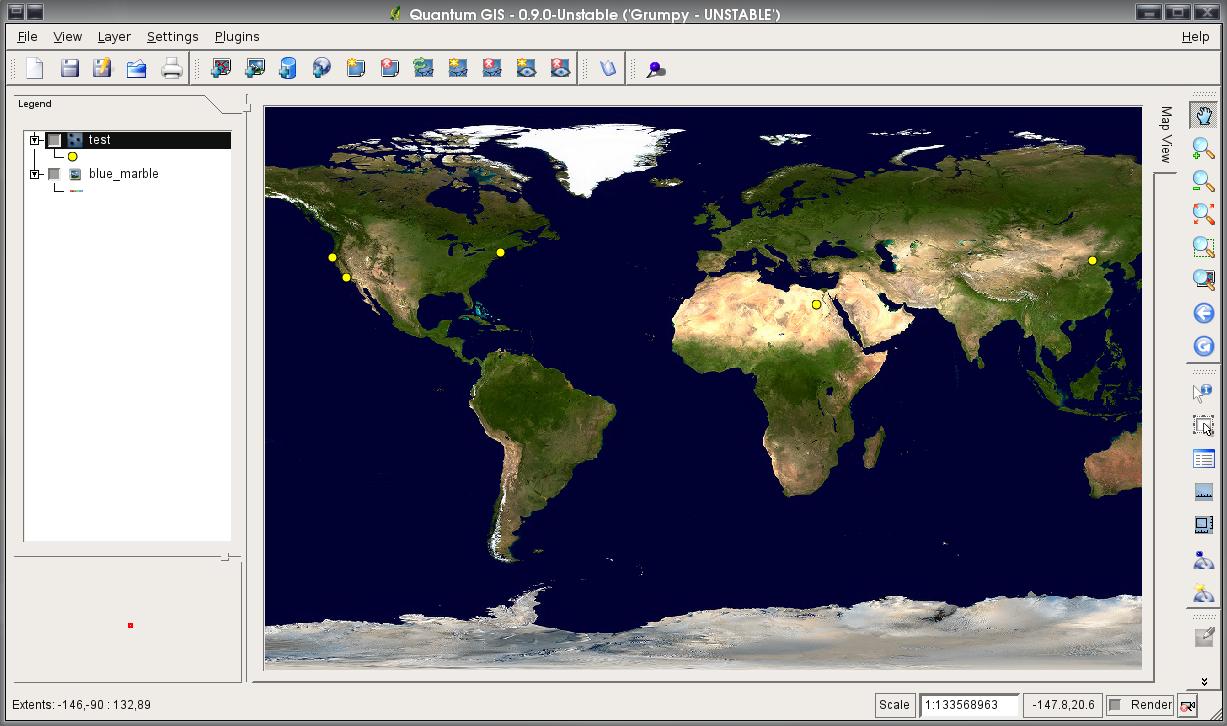 Quantum GIS - 0.9.0-Unstable ('Grumpy - UNSTABLE')
File View Layer Settings Plugins Help
Legend
test
blue_marble
Map View
Extents: -146,-90 : 132,89
Scale 1:133568963 -147.8,20.6 Render